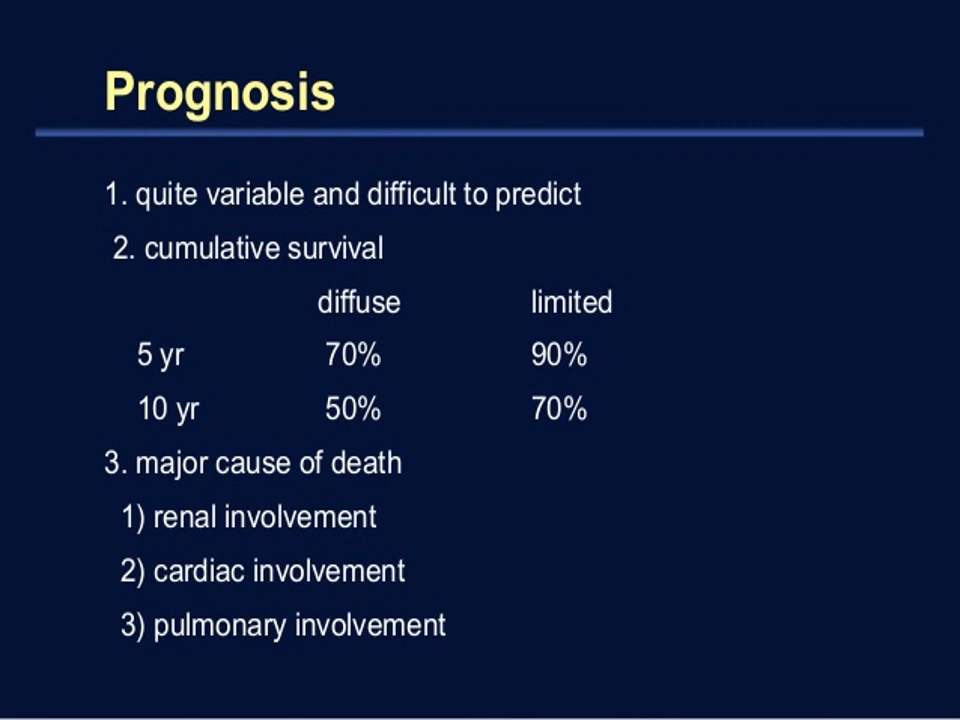 Prognosis
1. quite variable and difficult to predict
2. cumulative survival
diffuse limited
5 yr 70% 90%
10 yr 50% 70%
3. major cause of death
1) renal involvement
2) cardiac involvement
3) pulmonary involvement